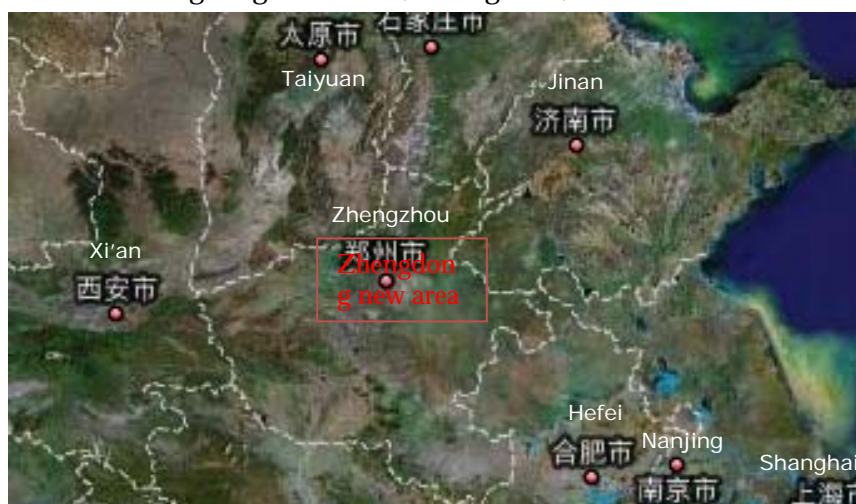 太原市
石家庄市
Taiyuan
Jinan
济南市
Zhengzhou
郑州市
Zhengdon
g new area
Xi'an
西安市
Hefei
合肥市
Nanjing
南京市
Shanghai
上海市